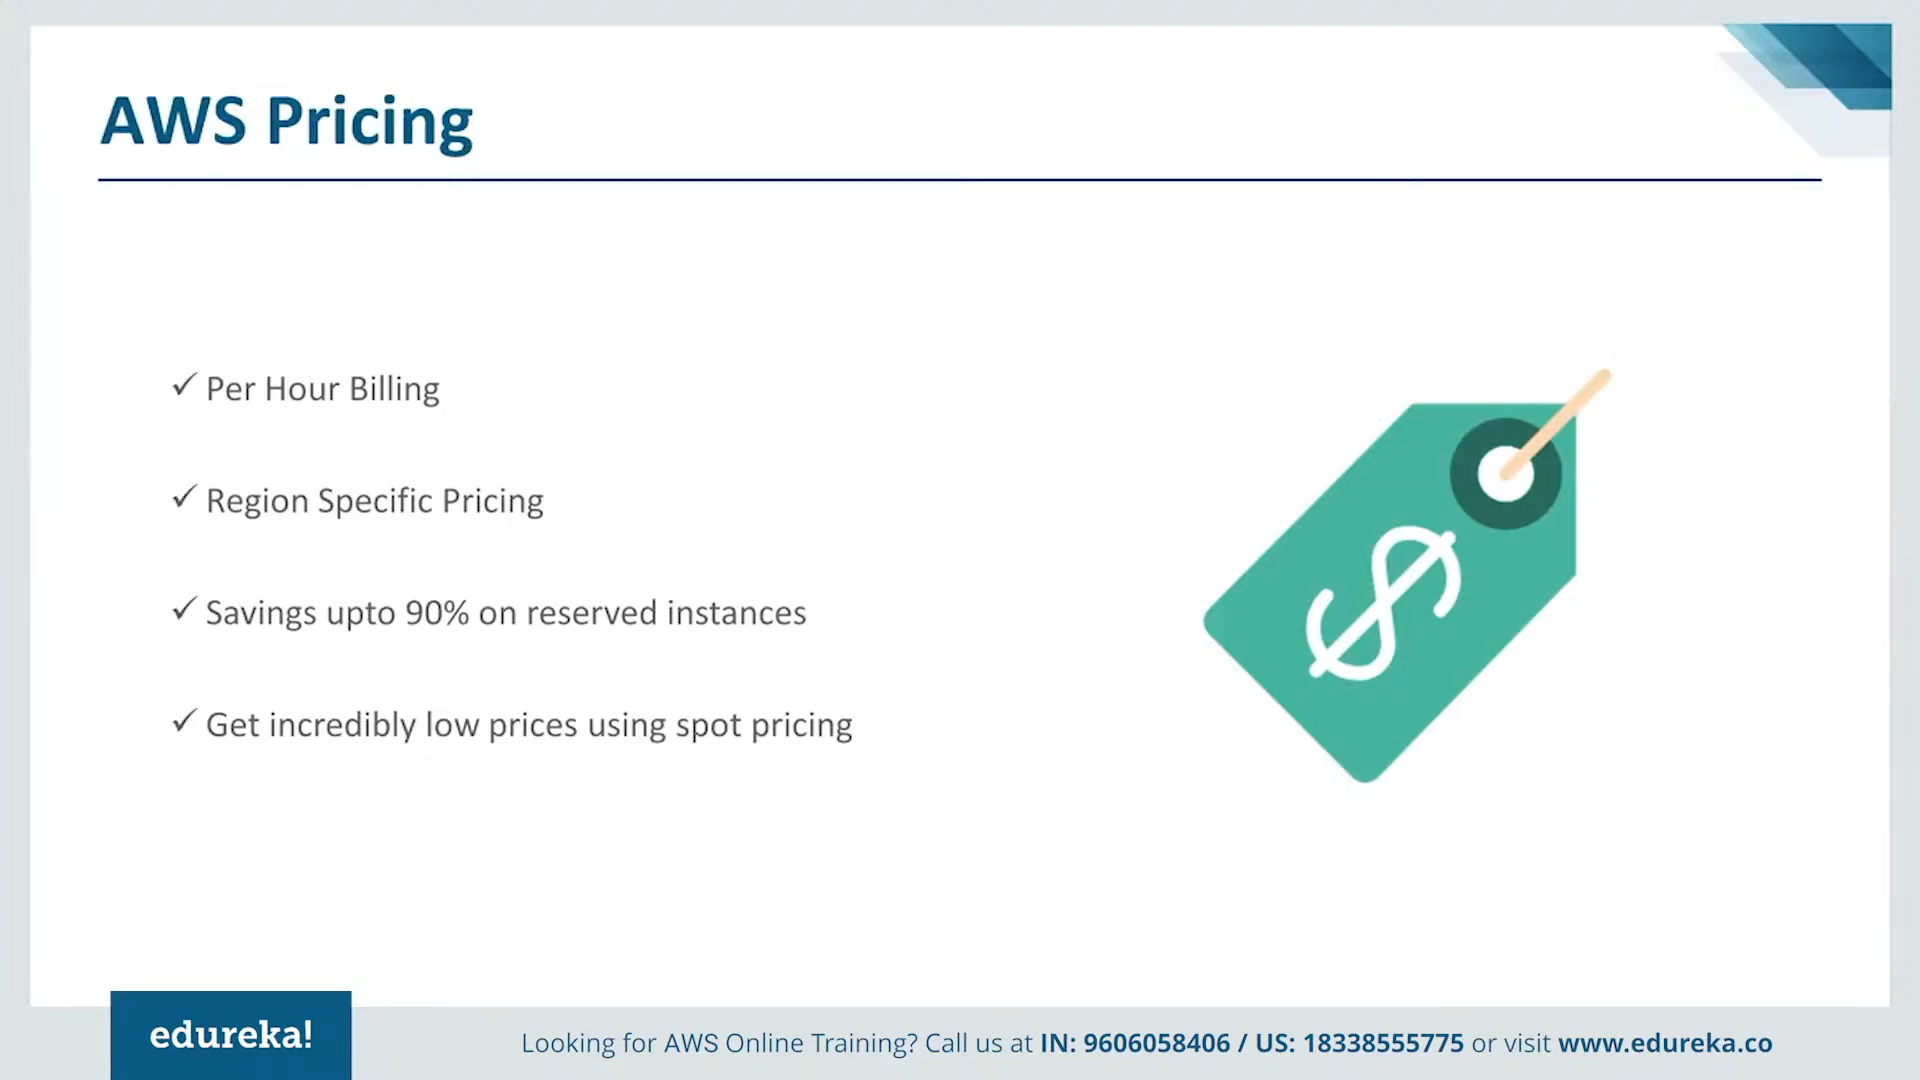 AWS Pricing
✓ Per Hour Billing
✓ Region Specific Pricing
✓ Savings upto 90% on reserved instances
✓ Get incredibly low prices using spot pricing
$
edureka!
Looking for AWS Online Training? Call us at IN: 9606058406 / US: 18338555775 or visit www.edureka.co